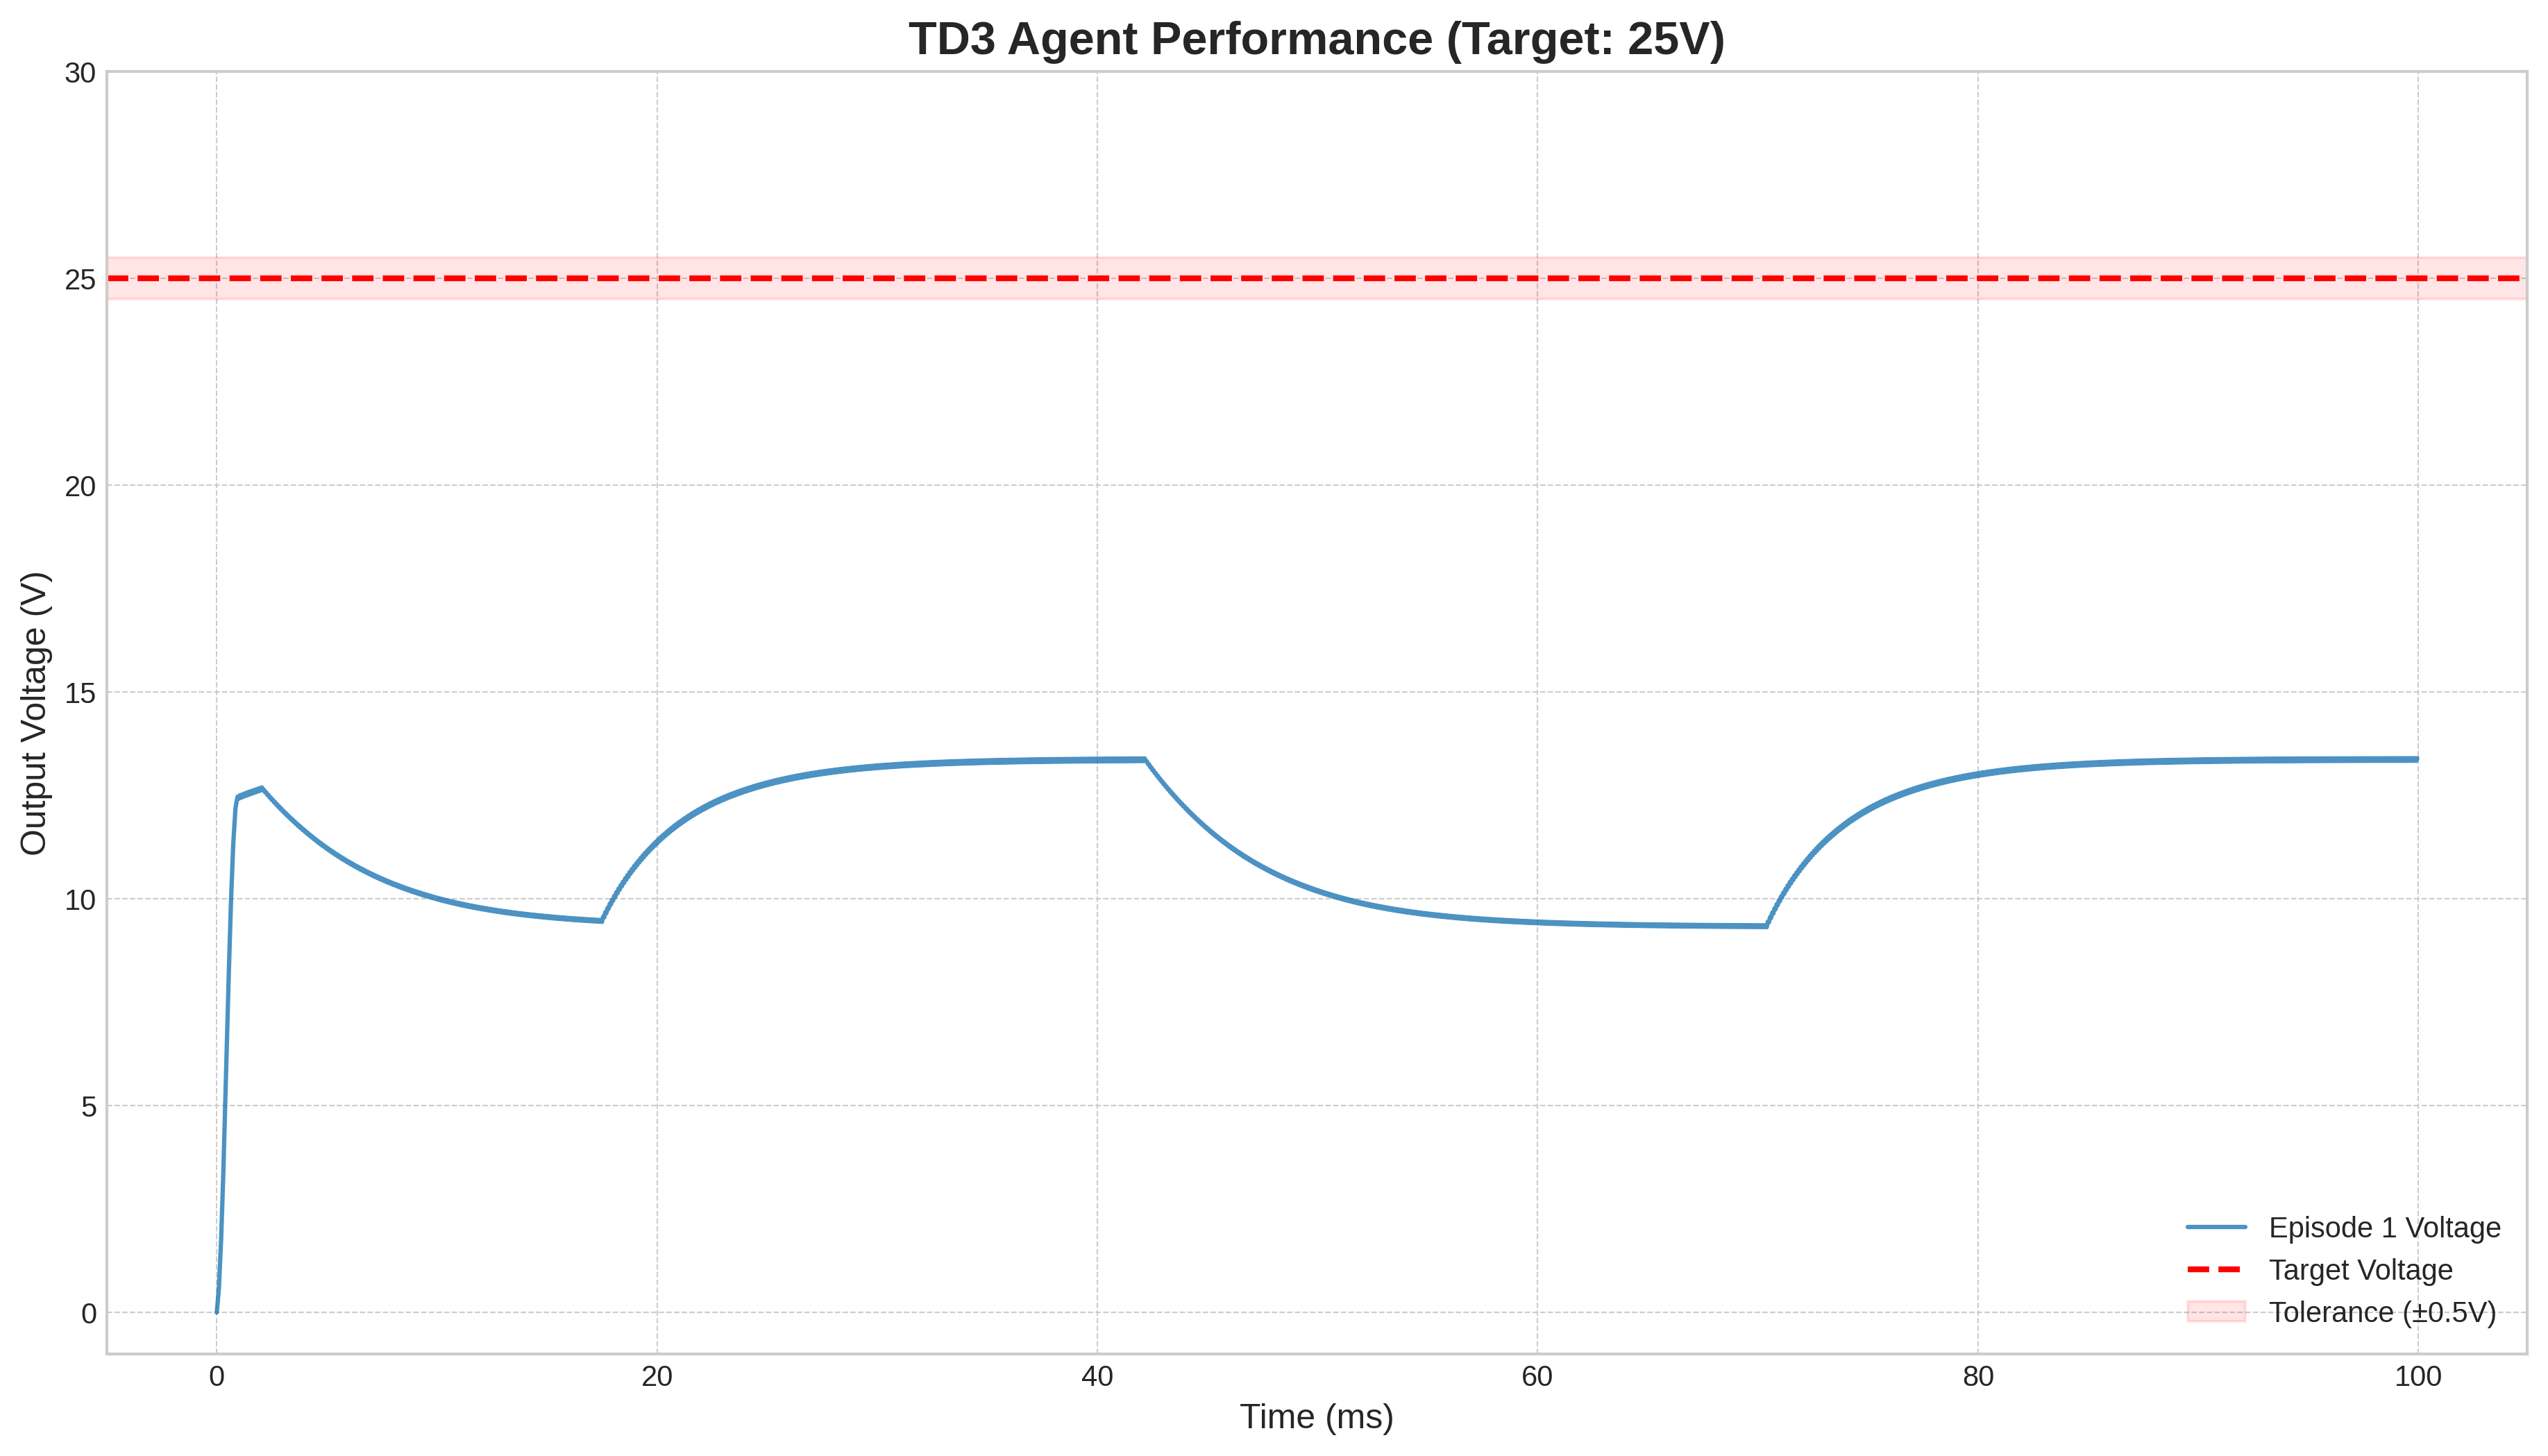 TD3 Agent Performance (Target: 25V)
Output Voltage (V)
30
25
20
15
10
5
0
0 20 40 60 80 100
Time (ms)
Episode 1 Voltage
Target Voltage
Tolerance (±0.5V)